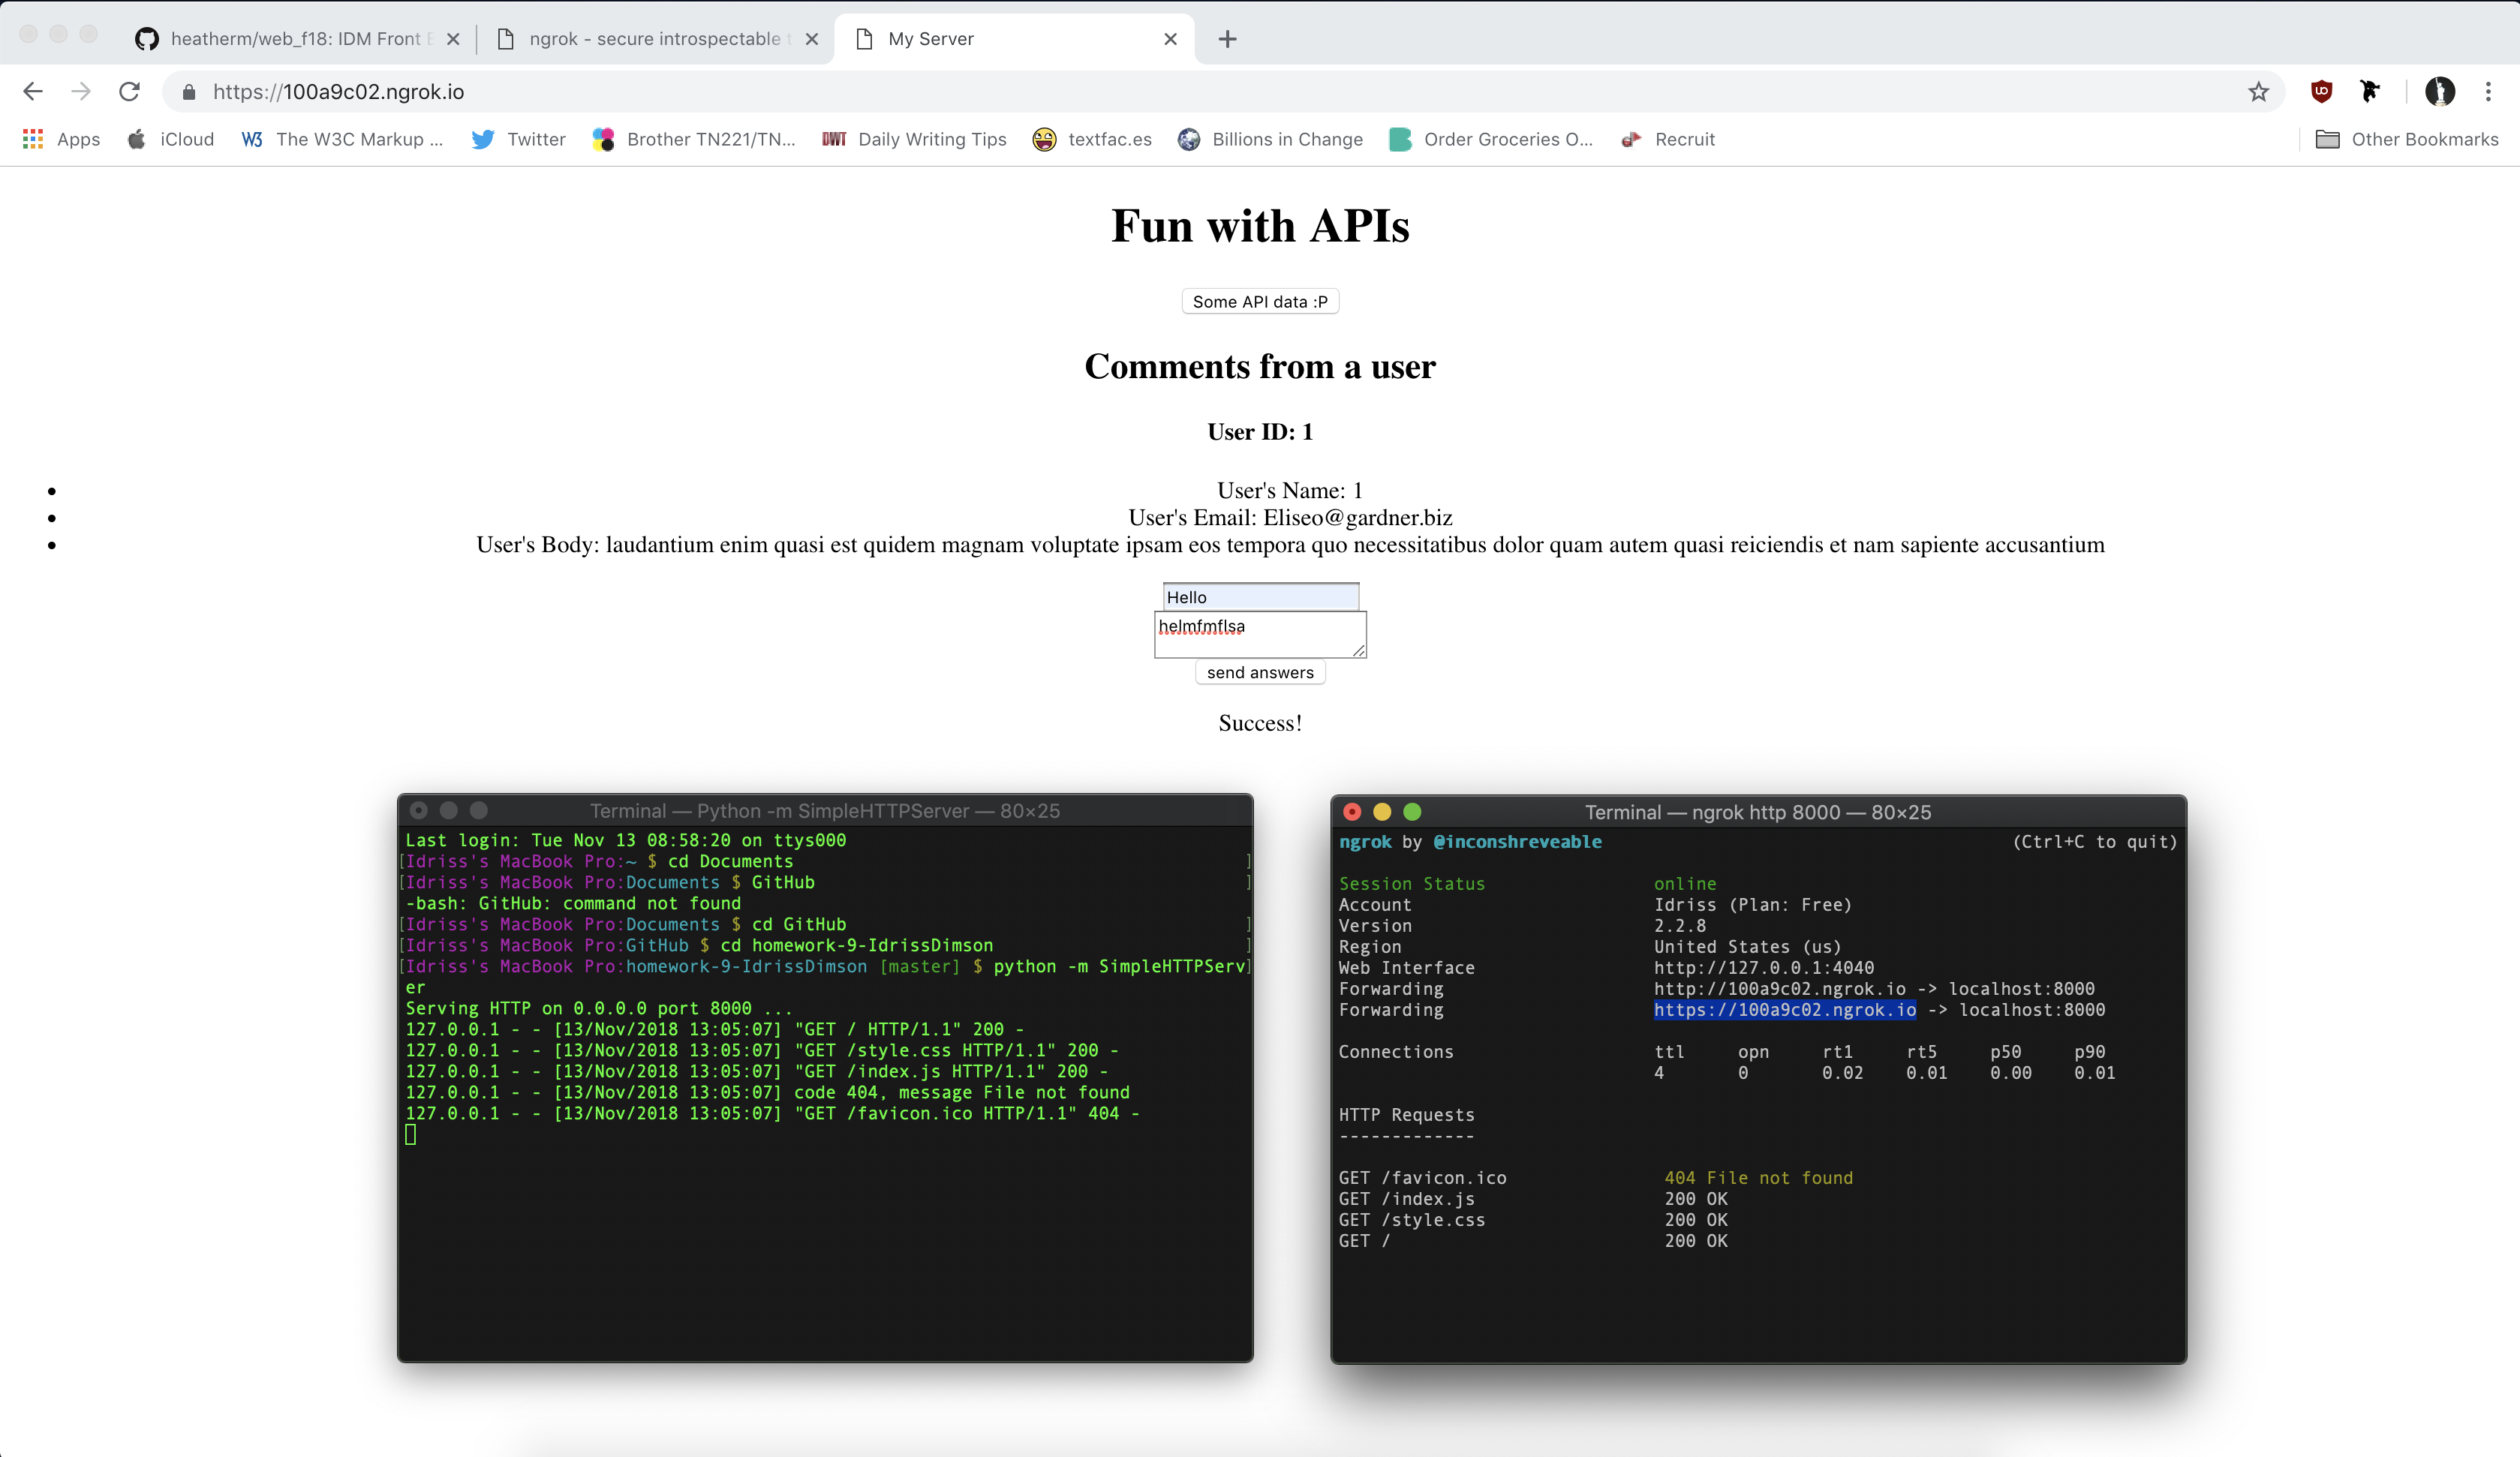 heatherm/web_f18: IDM Front E
ngrok - secure introspectable t
My Server
https://100a9c02.ngrok.io
Apps
iCloud
W3 The W3C Markup ...
Twitter
Brother TN221/TN...
DWT Daily Writing Tips
textfac.es
Billions in Change
Order Groceries O...
Recruit
Other Bookmarks
Fun with APIs
Some API data :P
Comments from a user
User ID: 1
User's Name: 1
User's Email: Eliseo@gardner.biz
User's Body: laudantium enim quasi est quidem magnam voluptate ipsam eos tempora quo necessitatibus dolor quam autem quasi reiciendis et nam sapiente accusantium
Hello
helmfmflsa
send answers
Success!
Terminal — Python -m SimpleHTTPServer — 80×25
Last login: Tue Nov 13 08:58:20 on ttys000
[Idriss's MacBook Pro:~ $ cd Documents ]
[Idriss's MacBook Pro:Documents $ GitHub ]
-bash: GitHub: command not found
[Idriss's MacBook Pro:Documents $ cd GitHub ]
[Idriss's MacBook Pro:GitHub $ cd homework-9-IdrissDimson ]
[Idriss's MacBook Pro:homework-9-IdrissDimson [master] $ python -m SimpleHTTPServ]
er
Serving HTTP on 0.0.0.0 port 8000 ...
127.0.0.1 - - [13/Nov/2018 13:05:07] "GET / HTTP/1.1" 200 -
127.0.0.1 - - [13/Nov/2018 13:05:07] "GET /style.css HTTP/1.1" 200 -
127.0.0.1 - - [13/Nov/2018 13:05:07] "GET /index.js HTTP/1.1" 200 -
127.0.0.1 - - [13/Nov/2018 13:05:07] code 404, message File not found
127.0.0.1 - - [13/Nov/2018 13:05:07] "GET /favicon.ico HTTP/1.1" 404 -
Terminal — ngrok http 8000 — 80×25
ngrok by @inconshreveable (Ctrl+C to quit)
Session Status online
Account Idriss (Plan: Free)
Version 2.2.8
Region United States (us)
Web Interface http://127.0.0.1:4040
Forwarding http://100a9c02.ngrok.io -> localhost:8000
Forwarding https://100a9c02.ngrok.io -> localhost:8000
Connections ttl opn rt1 rt5 p50 p90
4 0 0.02 0.01 0.00 0.01
HTTP Requests
-------------
GET /favicon.ico 404 File not found
GET /index.js 200 OK
GET /style.css 200 OK
GET / 200 OK